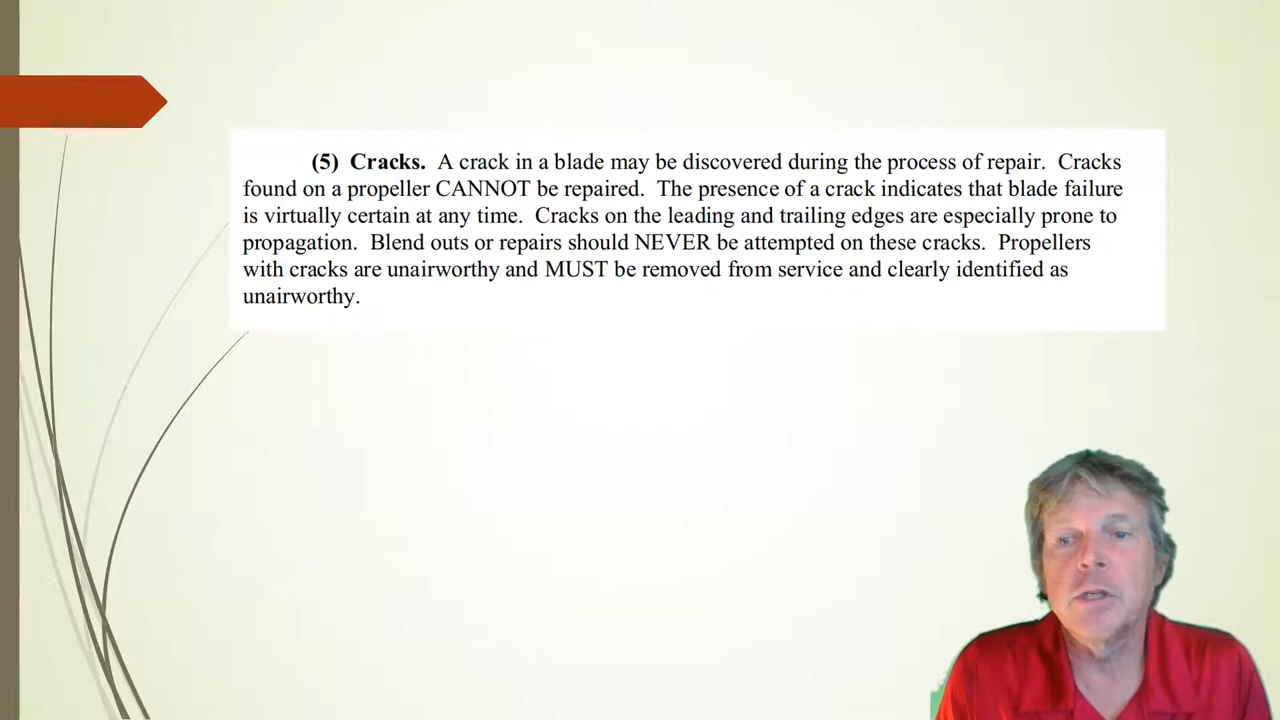 (5) Cracks. A crack in a blade may be discovered during the process of repair. Cracks
found on a propeller CANNOT be repaired. The presence of a crack indicates that blade failure
is virtually certain at any time. Cracks on the leading and trailing edges are especially prone to
propagation. Blend outs or repairs should NEVER be attempted on these cracks. Propellers
with cracks are unairworthy and MUST be removed from service and clearly identified as
unairworthy.